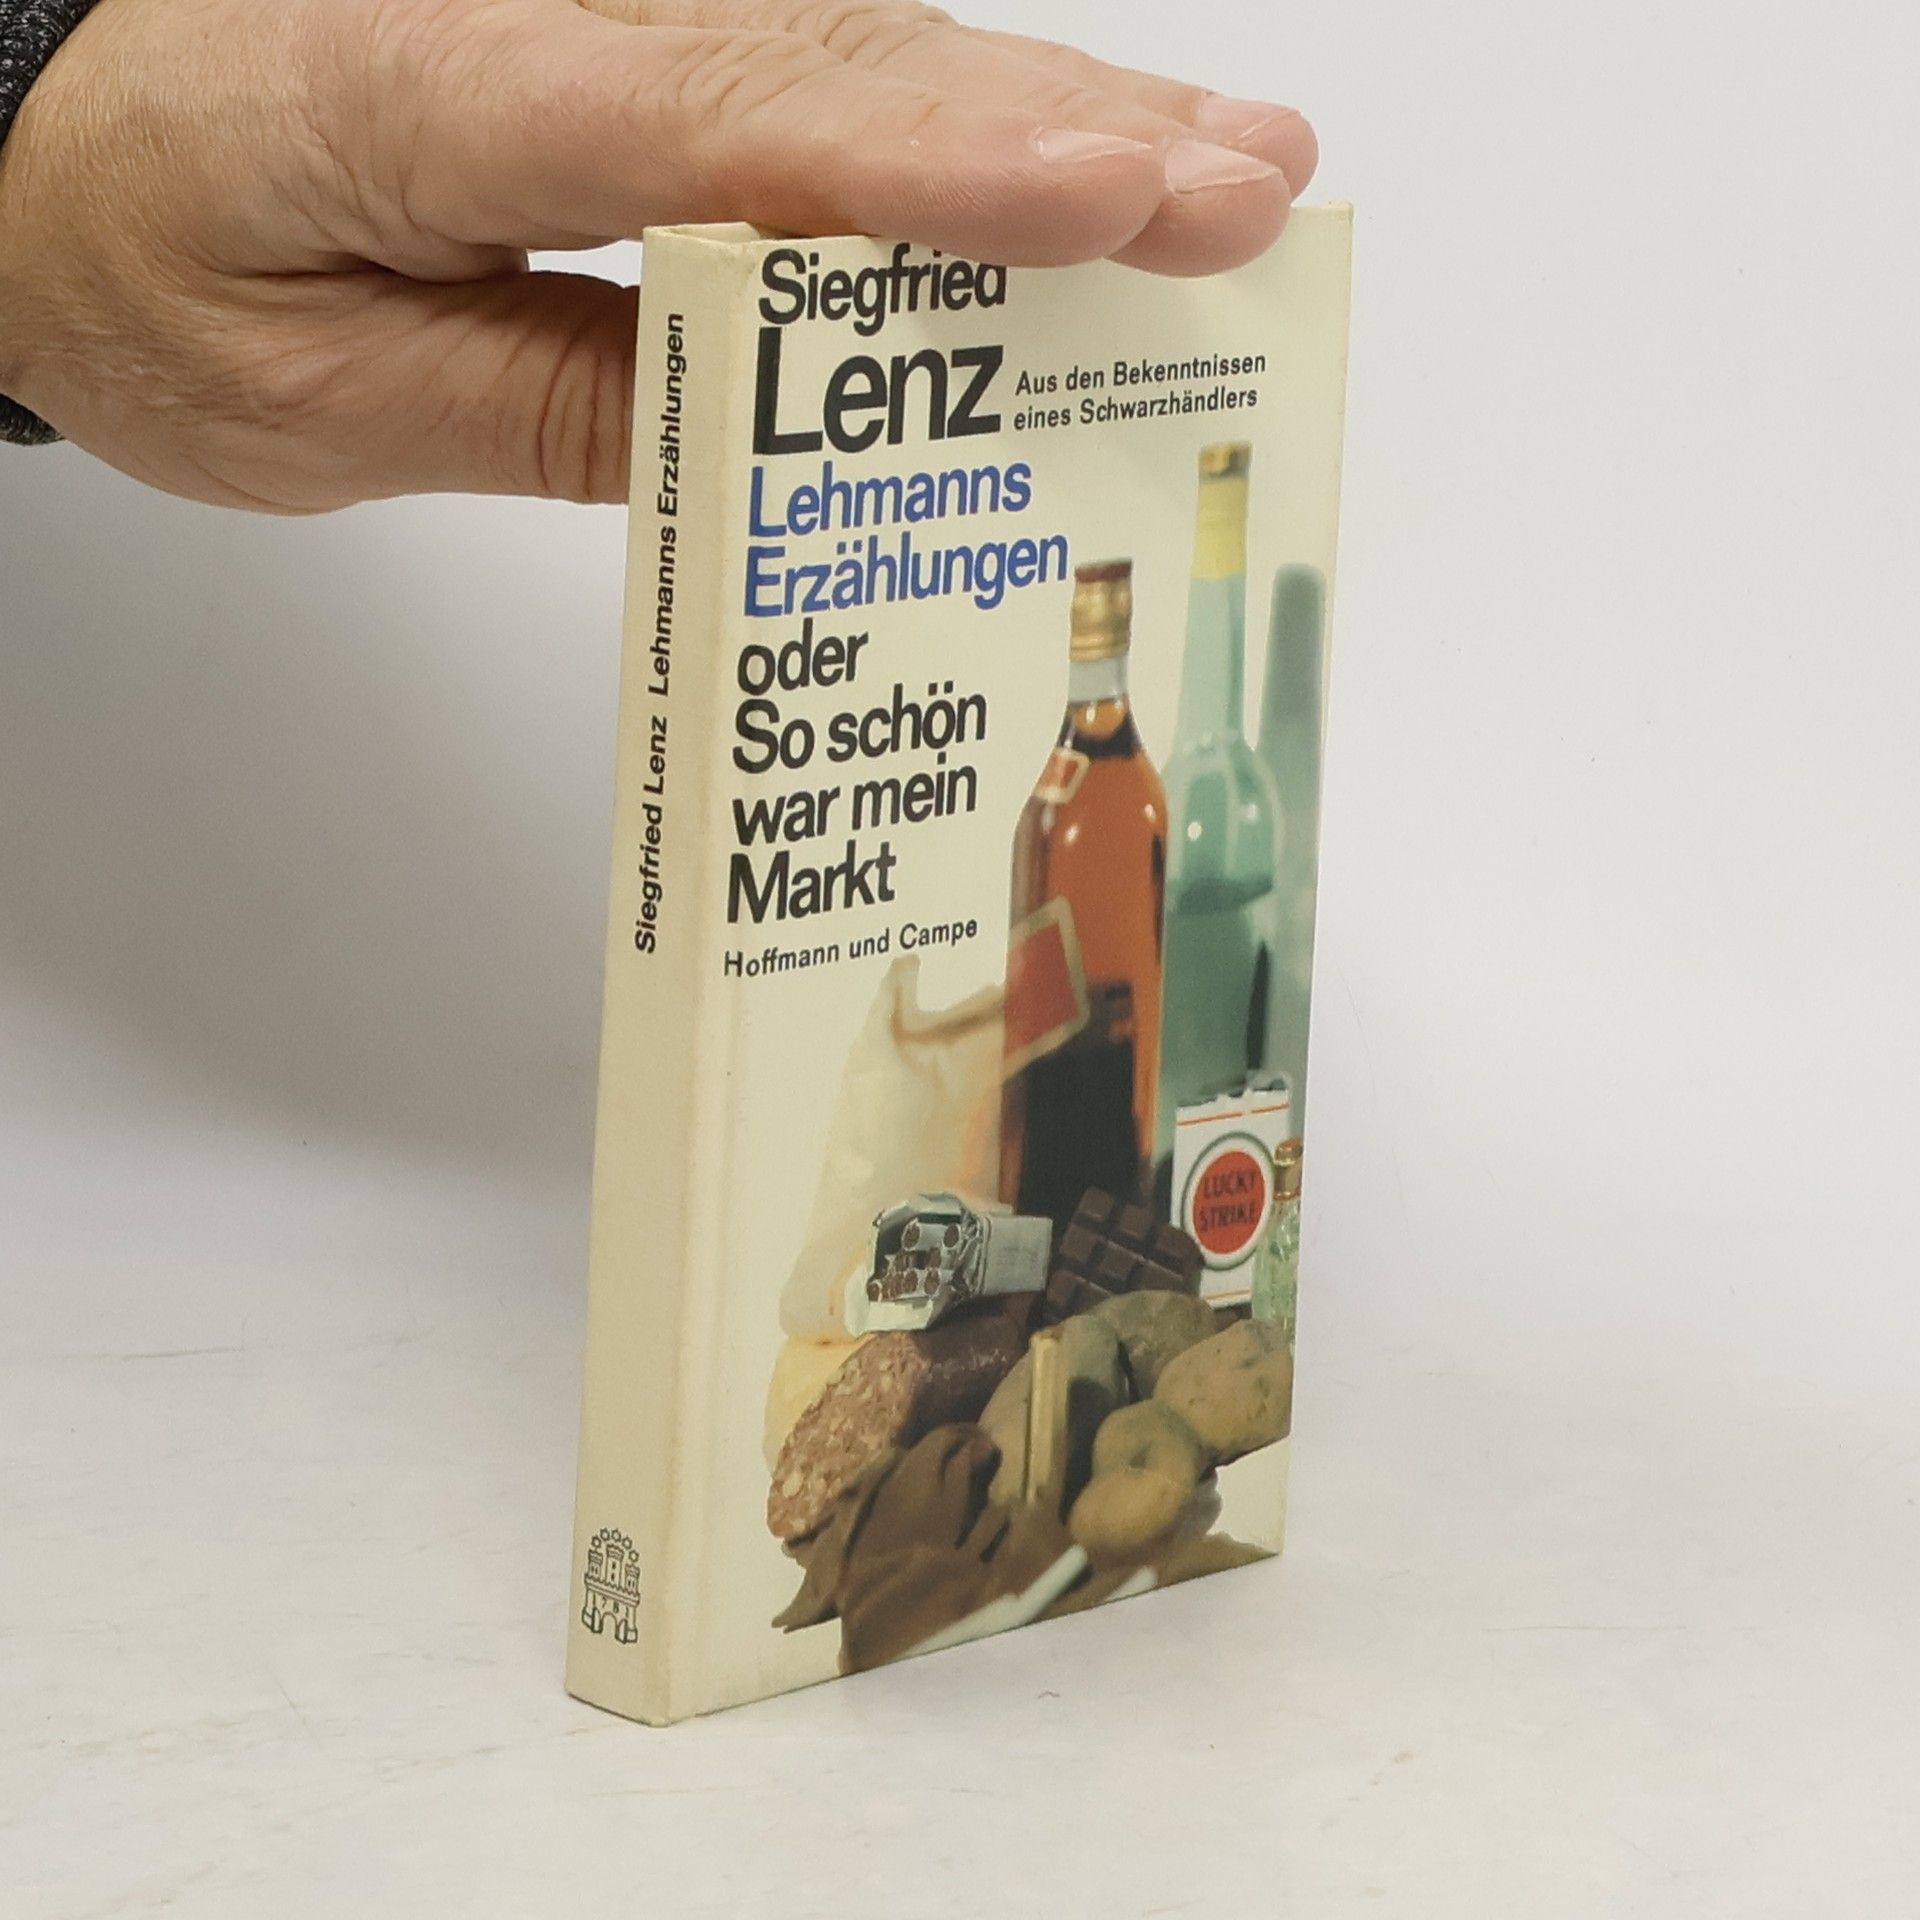 Siegfried Lenz Lehmanns Erzählungen
Siegfried
Lenz
Aus den Bekenntnissen
eines Schwarzhändlers
Lehmanns
Erzählungen
oder
So schön
war mein
Markt
Hoffmann und Campe
LUCKY
STRIKE